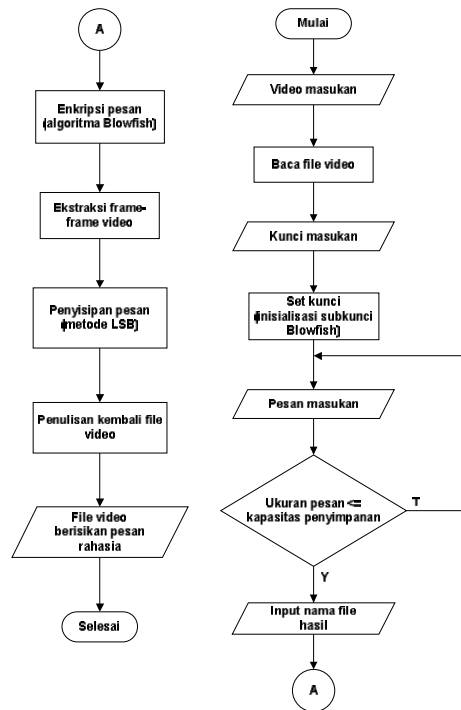 A
Enkripsi pesan
(algoritma Blowfish)
Ekstraksi frame-
frame video
Penyisipan pesan
(metode LSB)
Penulisan kembali file
video
File video
berisikan pesan
rahasia
Selesai
Mulai
Video masukan
Baca file video
Kunci masukan
Set kunci
(inisialisasi subkunci
Blowfish)
Pesan masukan
Ukuran pesan <=
kapasitas penyimpanan
T
Y
Input nama file
hasil
A